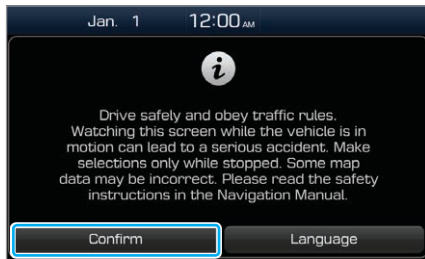 Jan. 1 12:00 AM
i
Drive safely and obey traffic rules.
Watching this screen while the vehicle is in
motion can lead to a serious accident. Make
selections only while stopped. Some map
data may be incorrect. Please read the safety
instructions in the Navigation Manual.
Confirm Language